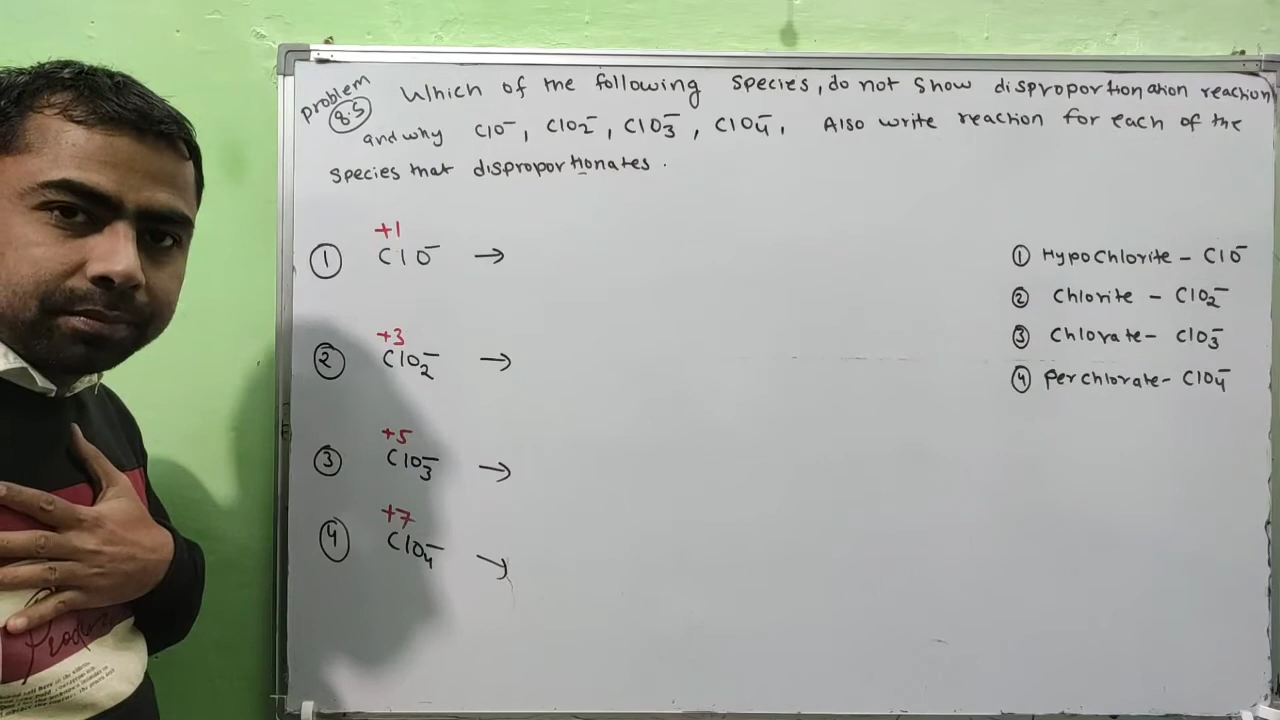 problem 8.5
Which of the following species, do not show disproportionation reaction
and why ClO⁻, ClO₂⁻, ClO₃⁻, ClO₄⁻. Also write reaction for each of the
species that disproportionates.
+1
① ClO⁻ →
+3
② ClO₂⁻ →
+5
③ ClO₃⁻ →
+7
④ ClO₄⁻ →
① Hypochlorite – ClO⁻
② Chlorite – ClO₂⁻
③ Chlorate – ClO₃⁻
④ perchlorate – ClO₄⁻